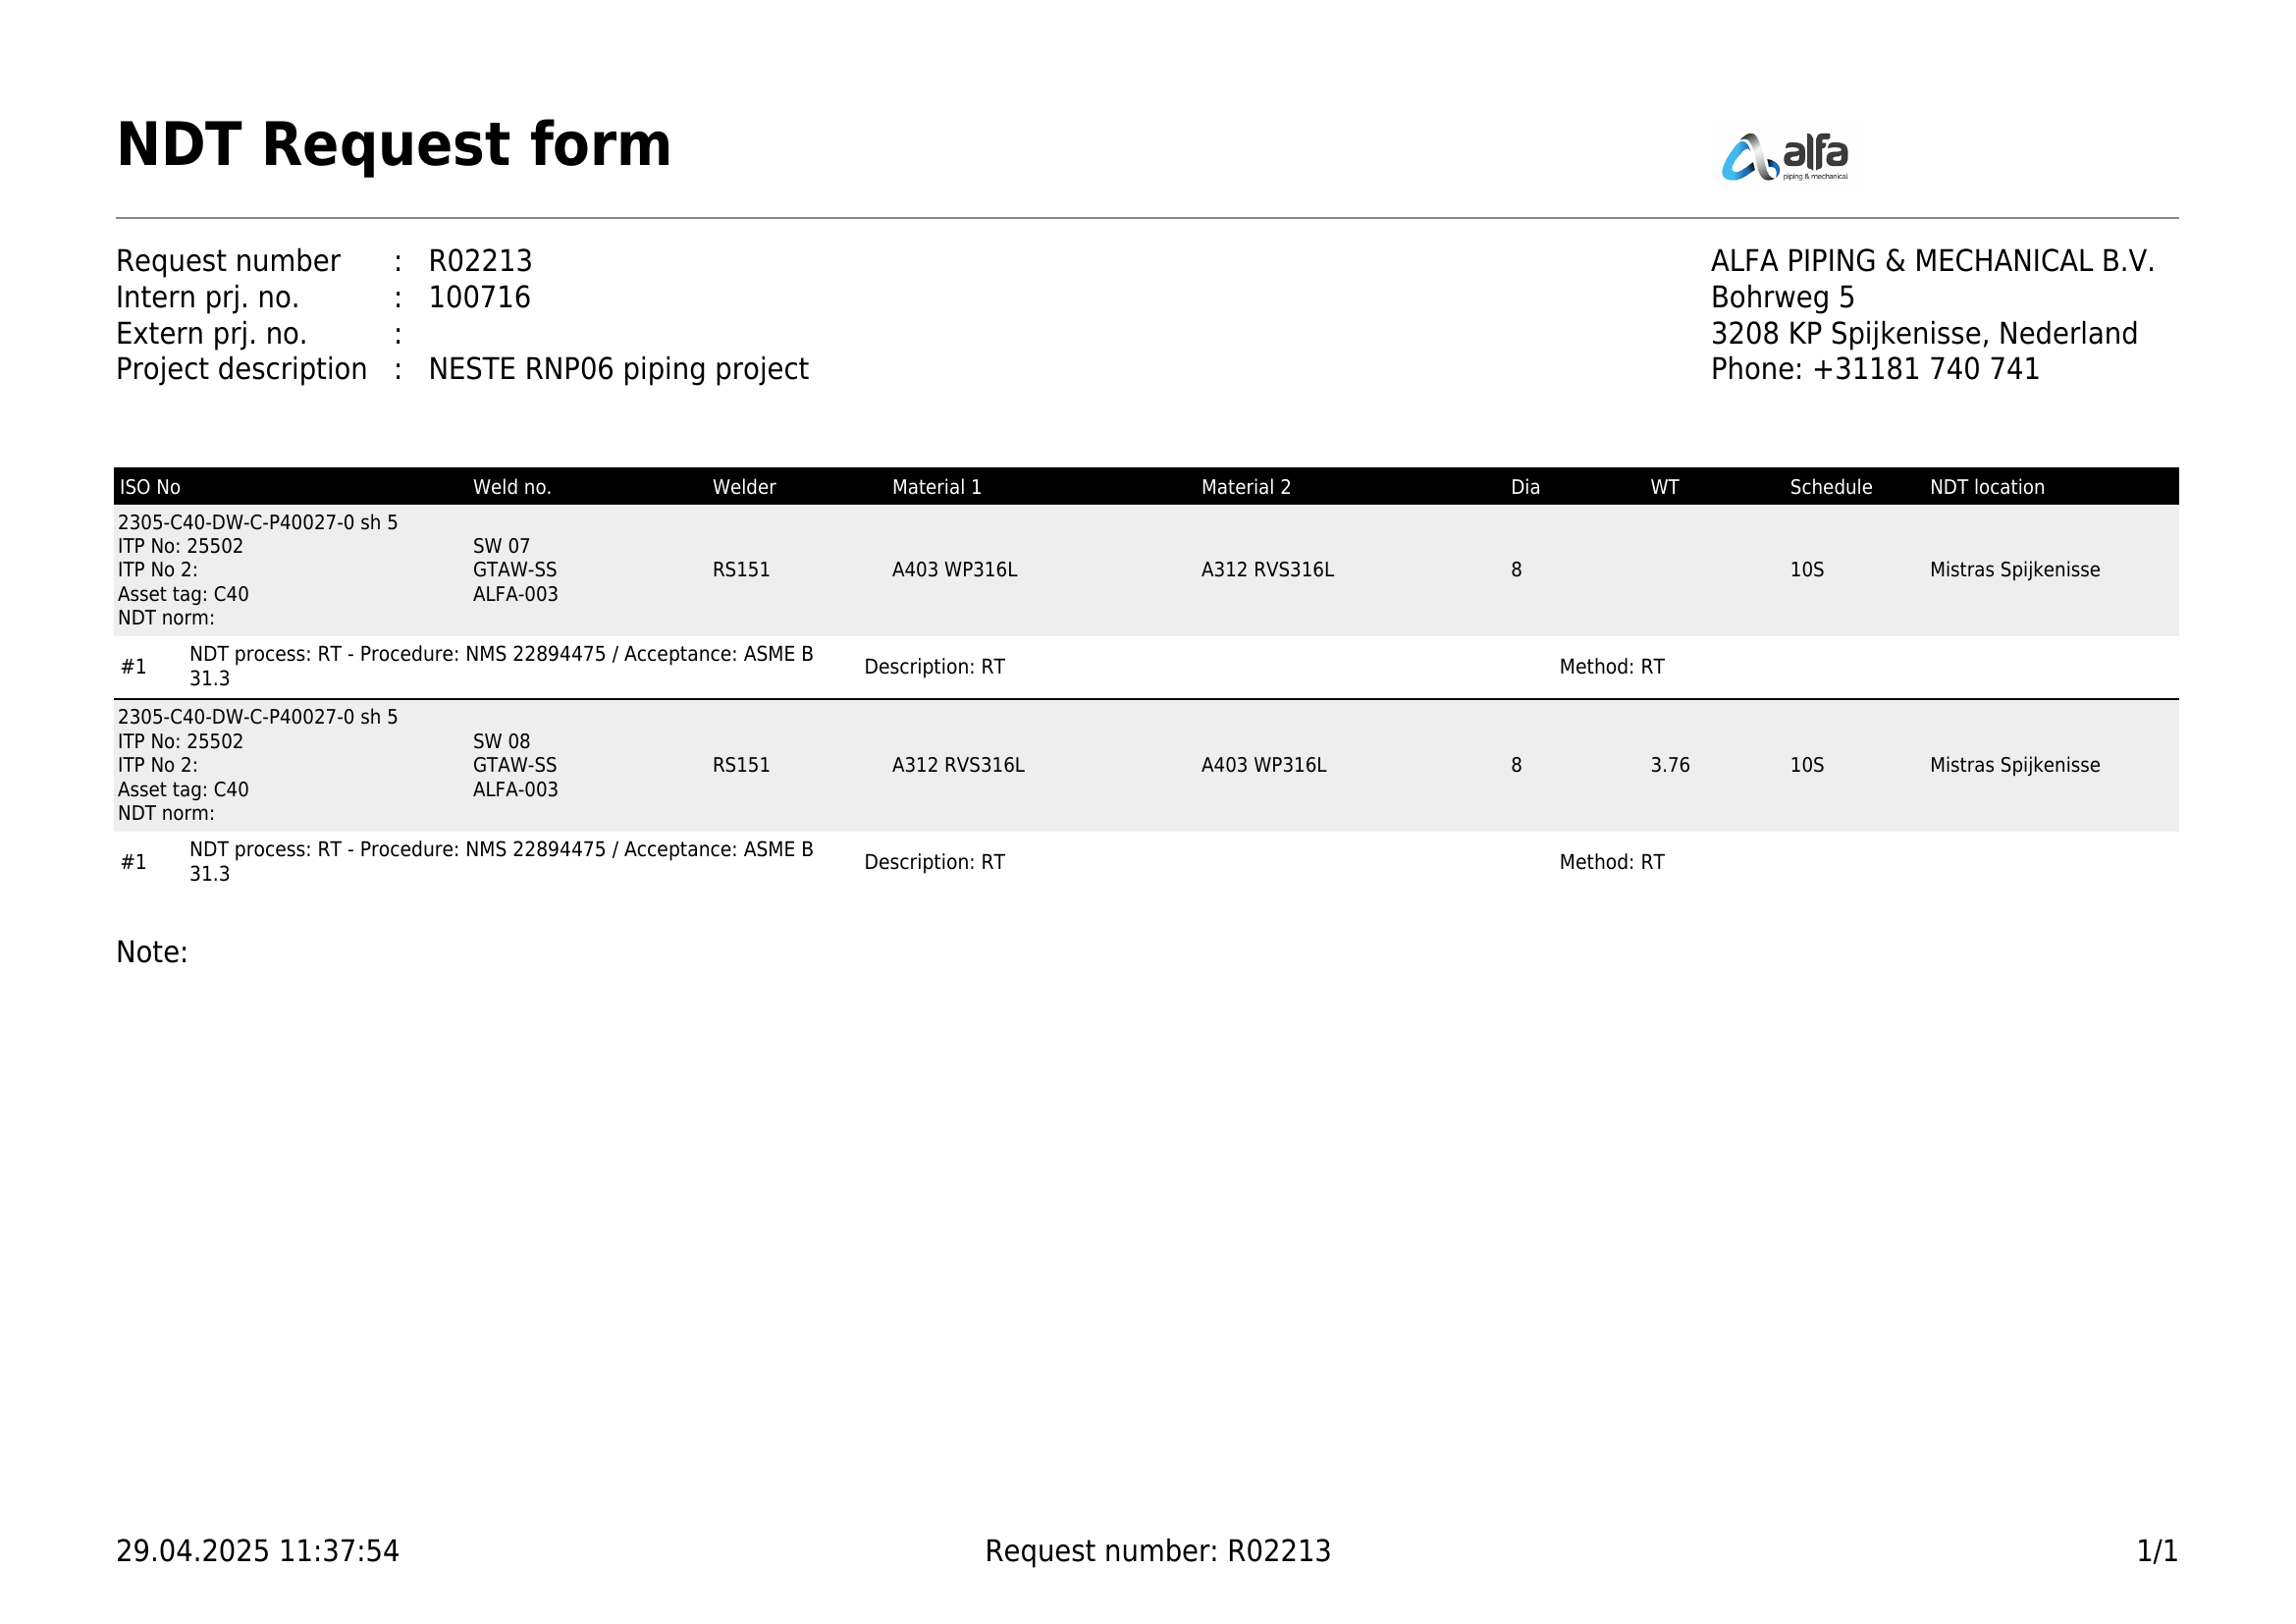 NDT Request form
alfa
piping & mechanical
Request number : R02213
Intern prj. no. : 100716
Extern prj. no. :
Project description : NESTE RNP06 piping project
ALFA PIPING & MECHANICAL B.V.
Bohrweg 5
3208 KP Spijkenisse, Nederland
Phone: +31181 740 741
ISO No Weld no. Welder Material 1 Material 2 Dia WT Schedule NDT location
2305-C40-DW-C-P40027-0 sh 5
ITP No: 25502 SW 07
ITP No 2: GTAW-SS RS151 A403 WP316L A312 RVS316L 8 10S Mistras Spijkenisse
Asset tag: C40 ALFA-003
NDT norm:
#1 NDT process: RT - Procedure: NMS 22894475 / Acceptance: ASME B
31.3 Description: RT Method: RT
2305-C40-DW-C-P40027-0 sh 5
ITP No: 25502 SW 08
ITP No 2: GTAW-SS RS151 A312 RVS316L A403 WP316L 8 3.76 10S Mistras Spijkenisse
Asset tag: C40 ALFA-003
NDT norm:
#1 NDT process: RT - Procedure: NMS 22894475 / Acceptance: ASME B
31.3 Description: RT Method: RT
Note:
29.04.2025 11:37:54 Request number: R02213 1/1